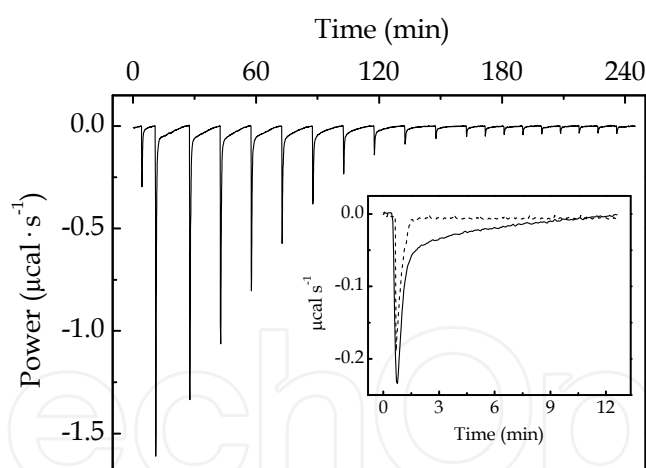 Time (min)
0 60 120 180 240
0.0
-0.5
-1.0
-1.5
Power (µcal·s⁻¹)
0.0
-0.1
-0.2
µcal s⁻¹
0 3 6 9 12
Time (min)
echOp